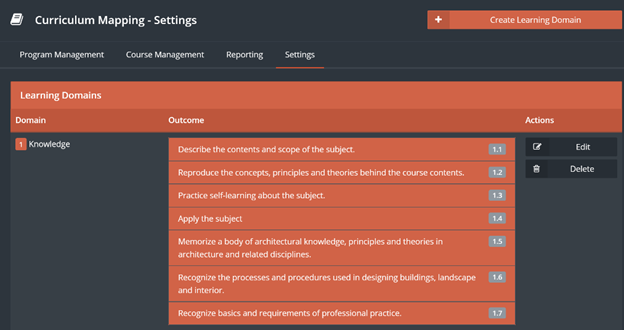 Curriculum Mapping - Settings
Create Learning Domain
Program Management Course Management Reporting Settings
Learning Domains
Domain Outcome Actions
1 Knowledge
Describe the contents and scope of the subject. 1.1
Edit
Reproduce the concepts, principles and theories behind the course contents. 1.2
Delete
Practice self-learning about the subject. 1.3
Apply the subject 1.4
Memorize a body of architectural knowledge, principles and theories in 1.5
architecture and related disciplines.
Recognize the processes and procedures used in designing buildings, landscape 1.6
and interior.
Recognize basics and requirements of professional practice. 1.7